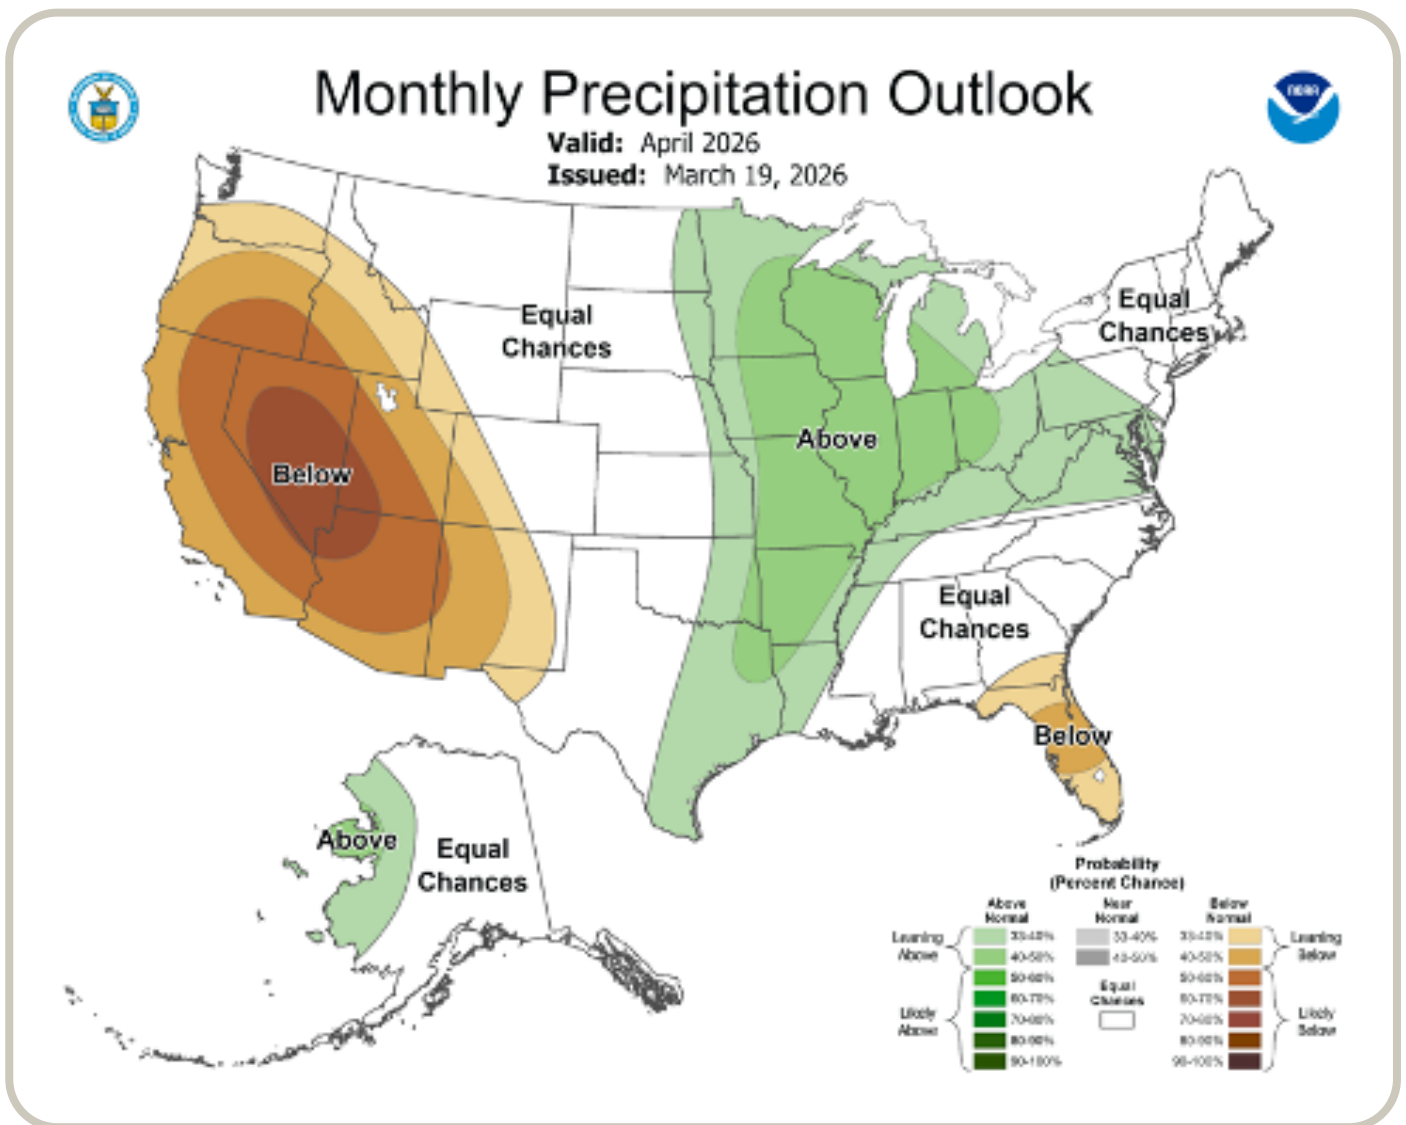 Monthly Precipitation Outlook
Valid: April 2026
Issued: March 19, 2026
NOAA
Equal
Chances
Equal
Chances
Above
Below
Equal
Chances
Below
Above
Equal
Chances
Probability
(Percent Chance)
Above
Normal
Near
Normal
Below
Normal
Leaning
Above
33-40%
40-50%
50-60%
60-70%
70-80%
80-90%
90-100%
Likely
Above
33-40%
40-50%
Equal
Chances
33-40%
40-50%
50-60%
60-70%
70-80%
80-90%
90-100%
Leaning
Below
Likely
Below